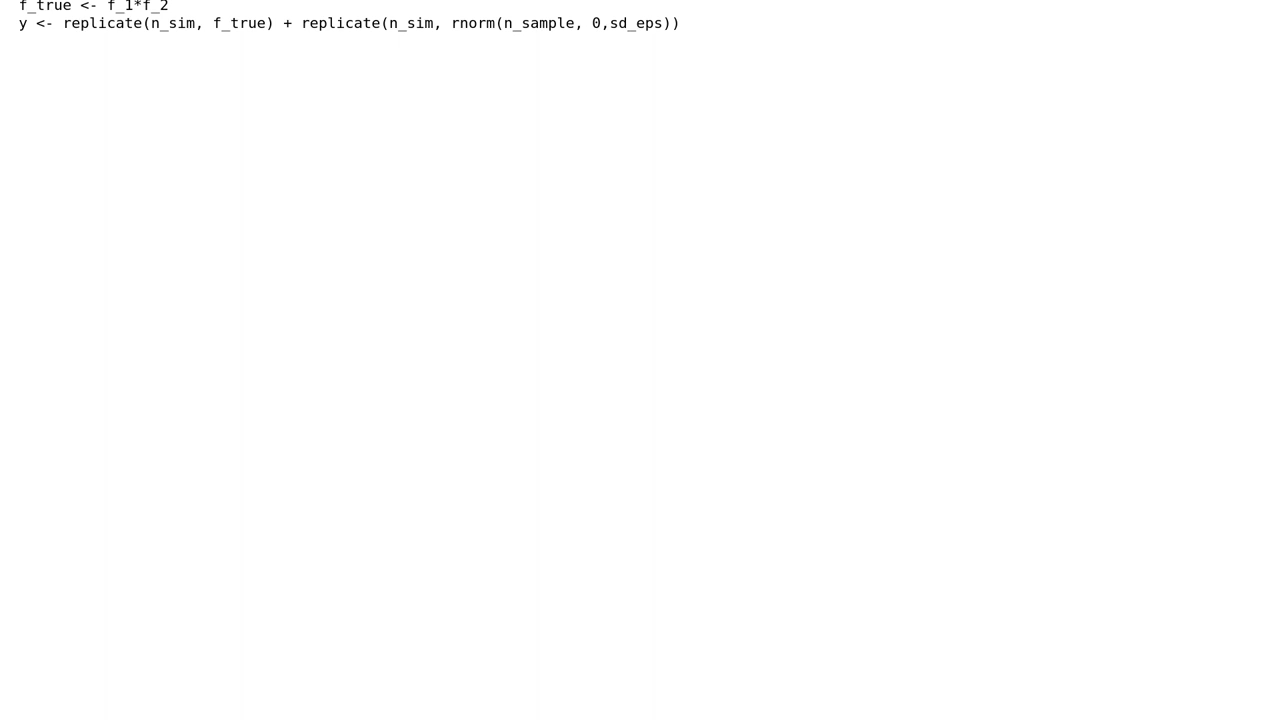 f_true <- f_1*f_2
y <- replicate(n_sim, f_true) + replicate(n_sim, rnorm(n_sample, 0,sd_eps))